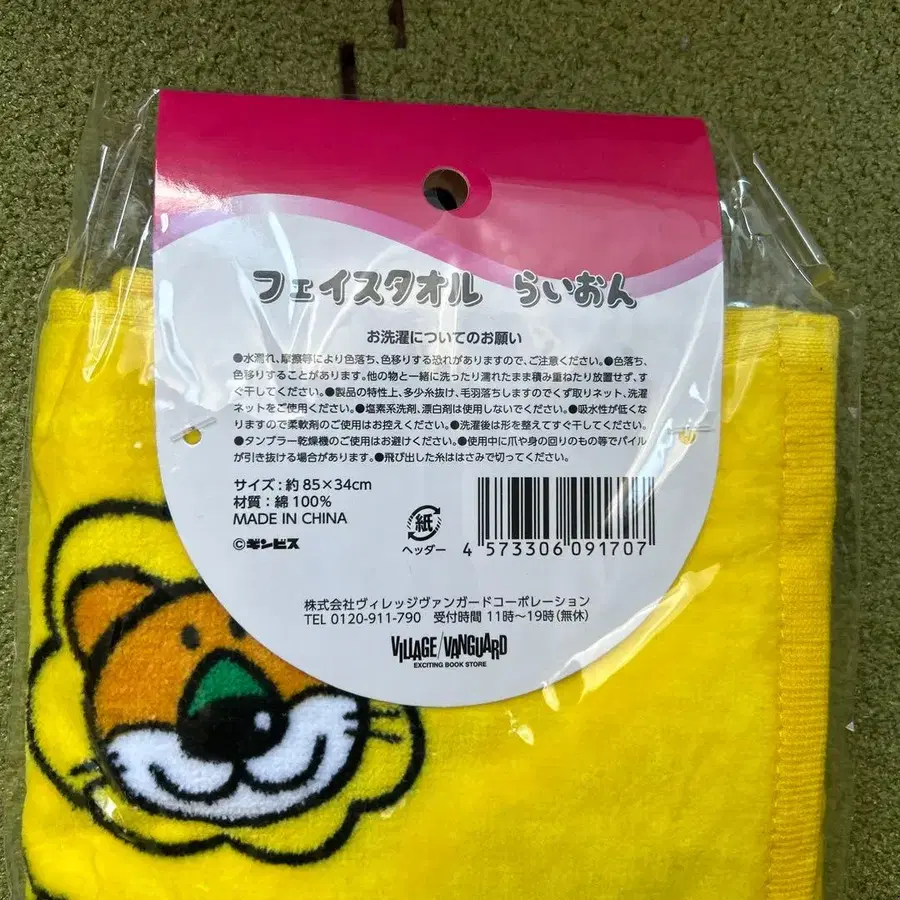 フェイスタオル らいおん
お洗濯についてのお願い
●水濡れ、摩擦等により色落ち、色移りする恐れがありますので、ご注意ください。●色落ち、
色移りすることがあります。他の物と一緒に洗ったり濡れたまま積み重ねたり放置せず、す
ぐ干してください。●製品の特性上、多少糸抜け、毛羽落ちしますのでくず取りネット、洗濯
ネットをご使用ください。●塩素系洗剤、漂白剤は使用しないでください。●吸水性が低くな
りますので柔軟剤のご使用はお控えください。●洗濯後は形を整えてすぐ干してください。
●タンブラー乾燥機のご使用はお避けください。●使用中に爪や身の回りのもの等でパイル
が引き抜ける場合があります。●飛び出した糸ははさみで切ってください。
サイズ：約 85×34cm
材質：綿 100%
MADE IN CHINA
©ギンビス
紙
ヘッダー
4 573306 091707
株式会社ヴィレッジヴァンガードコーポレーション
TEL 0120-911-790 受付時間 11時～19時(無休)
VILLAGE/VANGUARD
EXCITING BOOK STORE